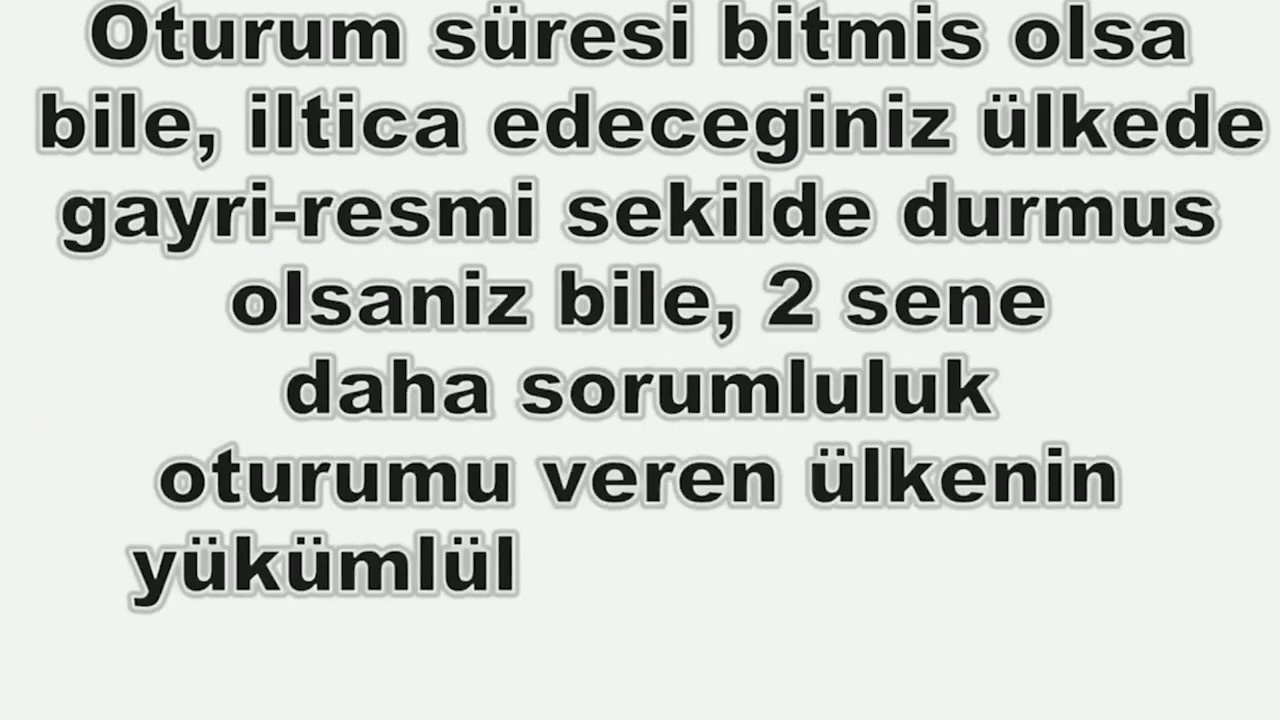 Oturum süresi bitmis olsa
bile, iltica edeceginiz ülkede
gayri-resmi sekilde durmus
olsaniz bile, 2 sene
daha sorumluluk
oturumu veren ülkenin
yükümlül